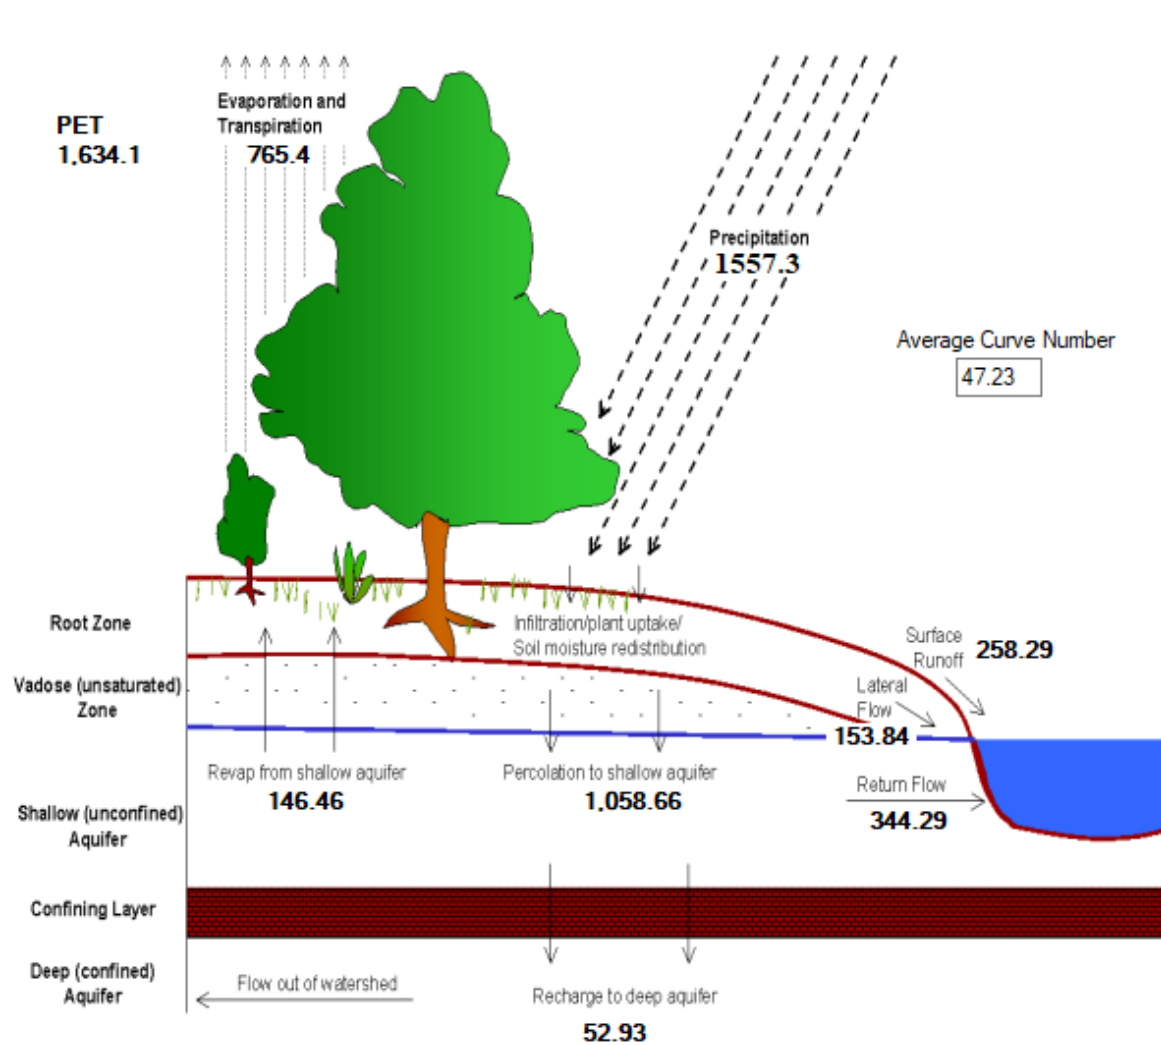 Evaporation and
Transpiration
765.4
PET
1,634.1
Precipitation
1557.3
Average Curve Number
47.23
Root Zone
Infiltration/plant uptake/
Soil moisture redistribution
Surface
Runoff
258.29
Vadose (unsaturated)
Zone
Lateral
Flow
153.84
Revap from shallow aquifer
146.46
Percolation to shallow aquifer
1,058.66
Return Flow
344.29
Shallow (unconfined)
Aquifer
Confining Layer
Deep (confined)
Aquifer
Flow out of watershed
Recharge to deep aquifer
52.93